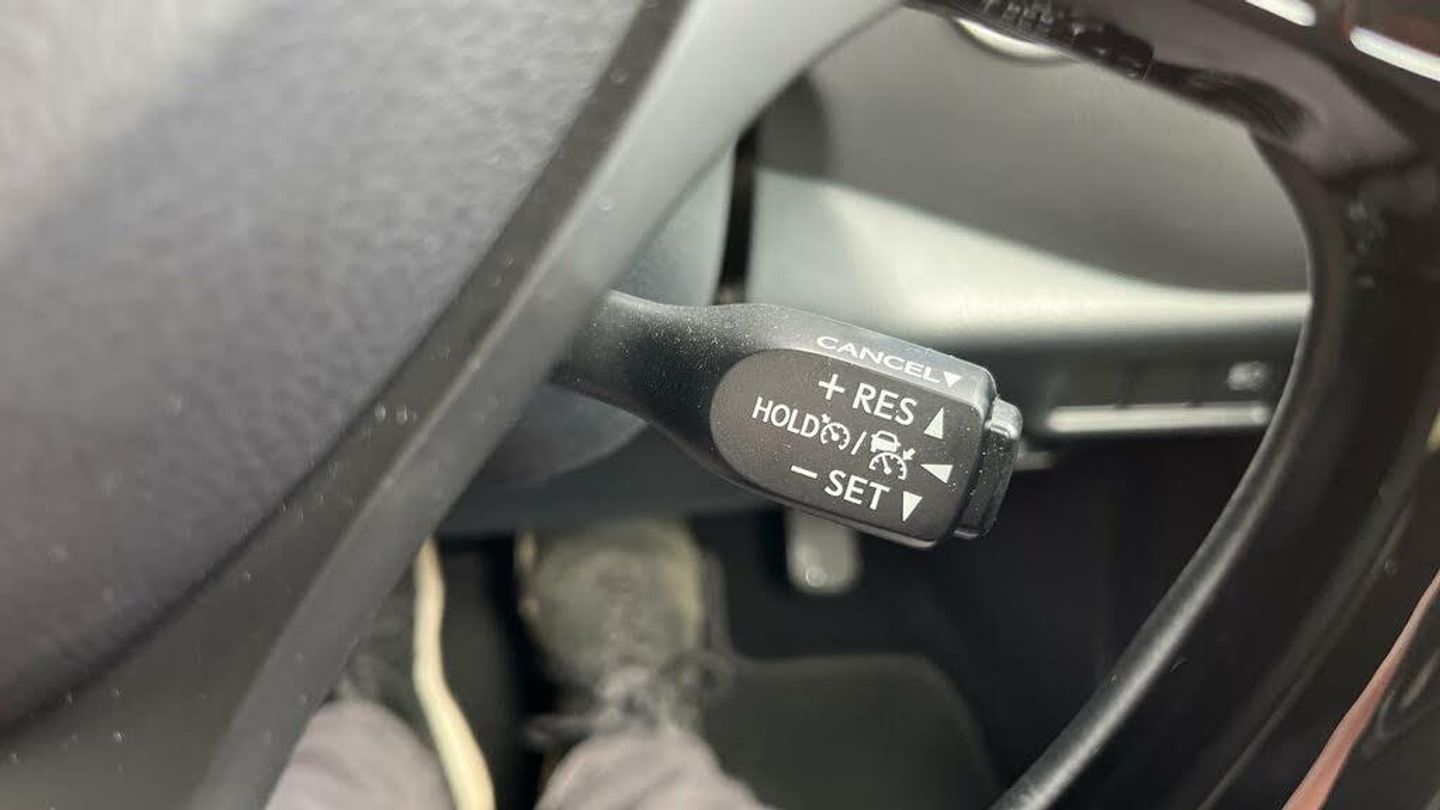 CANCEL▼
+ RES ▲
HOLD / ◀
− SET ▼